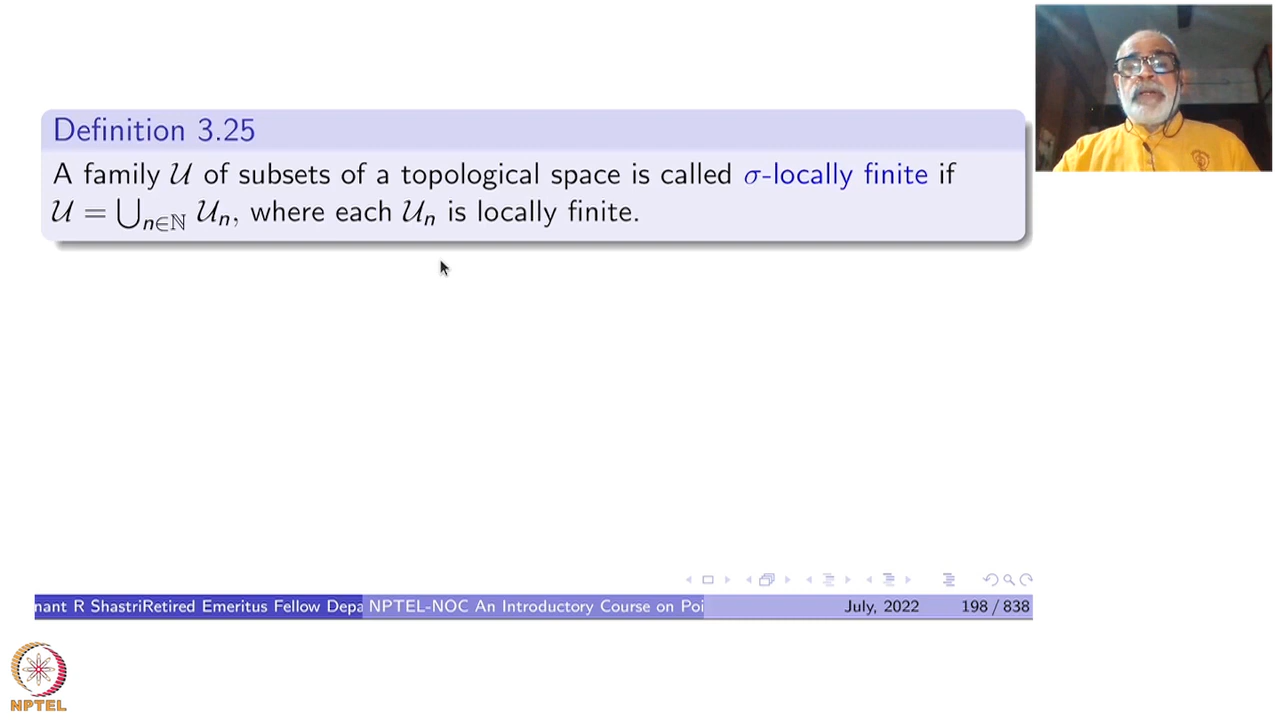 Definition 3.25
A family 𝒰 of subsets of a topological space is called σ-locally finite if
𝒰 = ⋃ₙ∈ℕ 𝒰ₙ, where each 𝒰ₙ is locally finite.
nant R ShastriRetired Emeritus Fellow Depa NPTEL-NOC An Introductory Course on Poi July, 2022 198 / 838
NPTEL